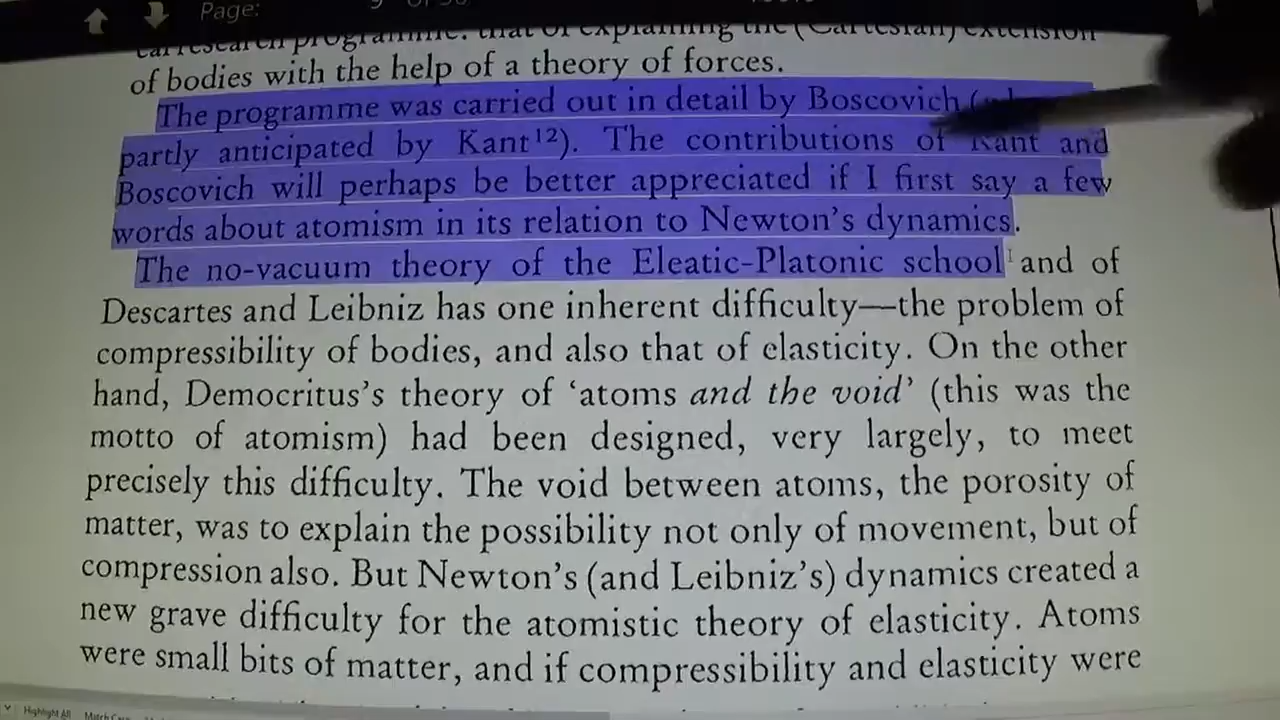 Page:
of bodies with the help of a theory of forces.
The programme was carried out in detail by Boscovich
partly anticipated by Kant¹²). The contributions of Kant and
Boscovich will perhaps be better appreciated if I first say a few
words about atomism in its relation to Newton's dynamics.
The no-vacuum theory of the Eleatic-Platonic school and of
Descartes and Leibniz has one inherent difficulty—the problem of
compressibility of bodies, and also that of elasticity. On the other
hand, Democritus's theory of 'atoms and the void' (this was the
motto of atomism) had been designed, very largely, to meet
precisely this difficulty. The void between atoms, the porosity of
matter, was to explain the possibility not only of movement, but of
compression also. But Newton's (and Leibniz's) dynamics created a
new grave difficulty for the atomistic theory of elasticity. Atoms
were small bits of matter, and if compressibility and elasticity were
Highlight All